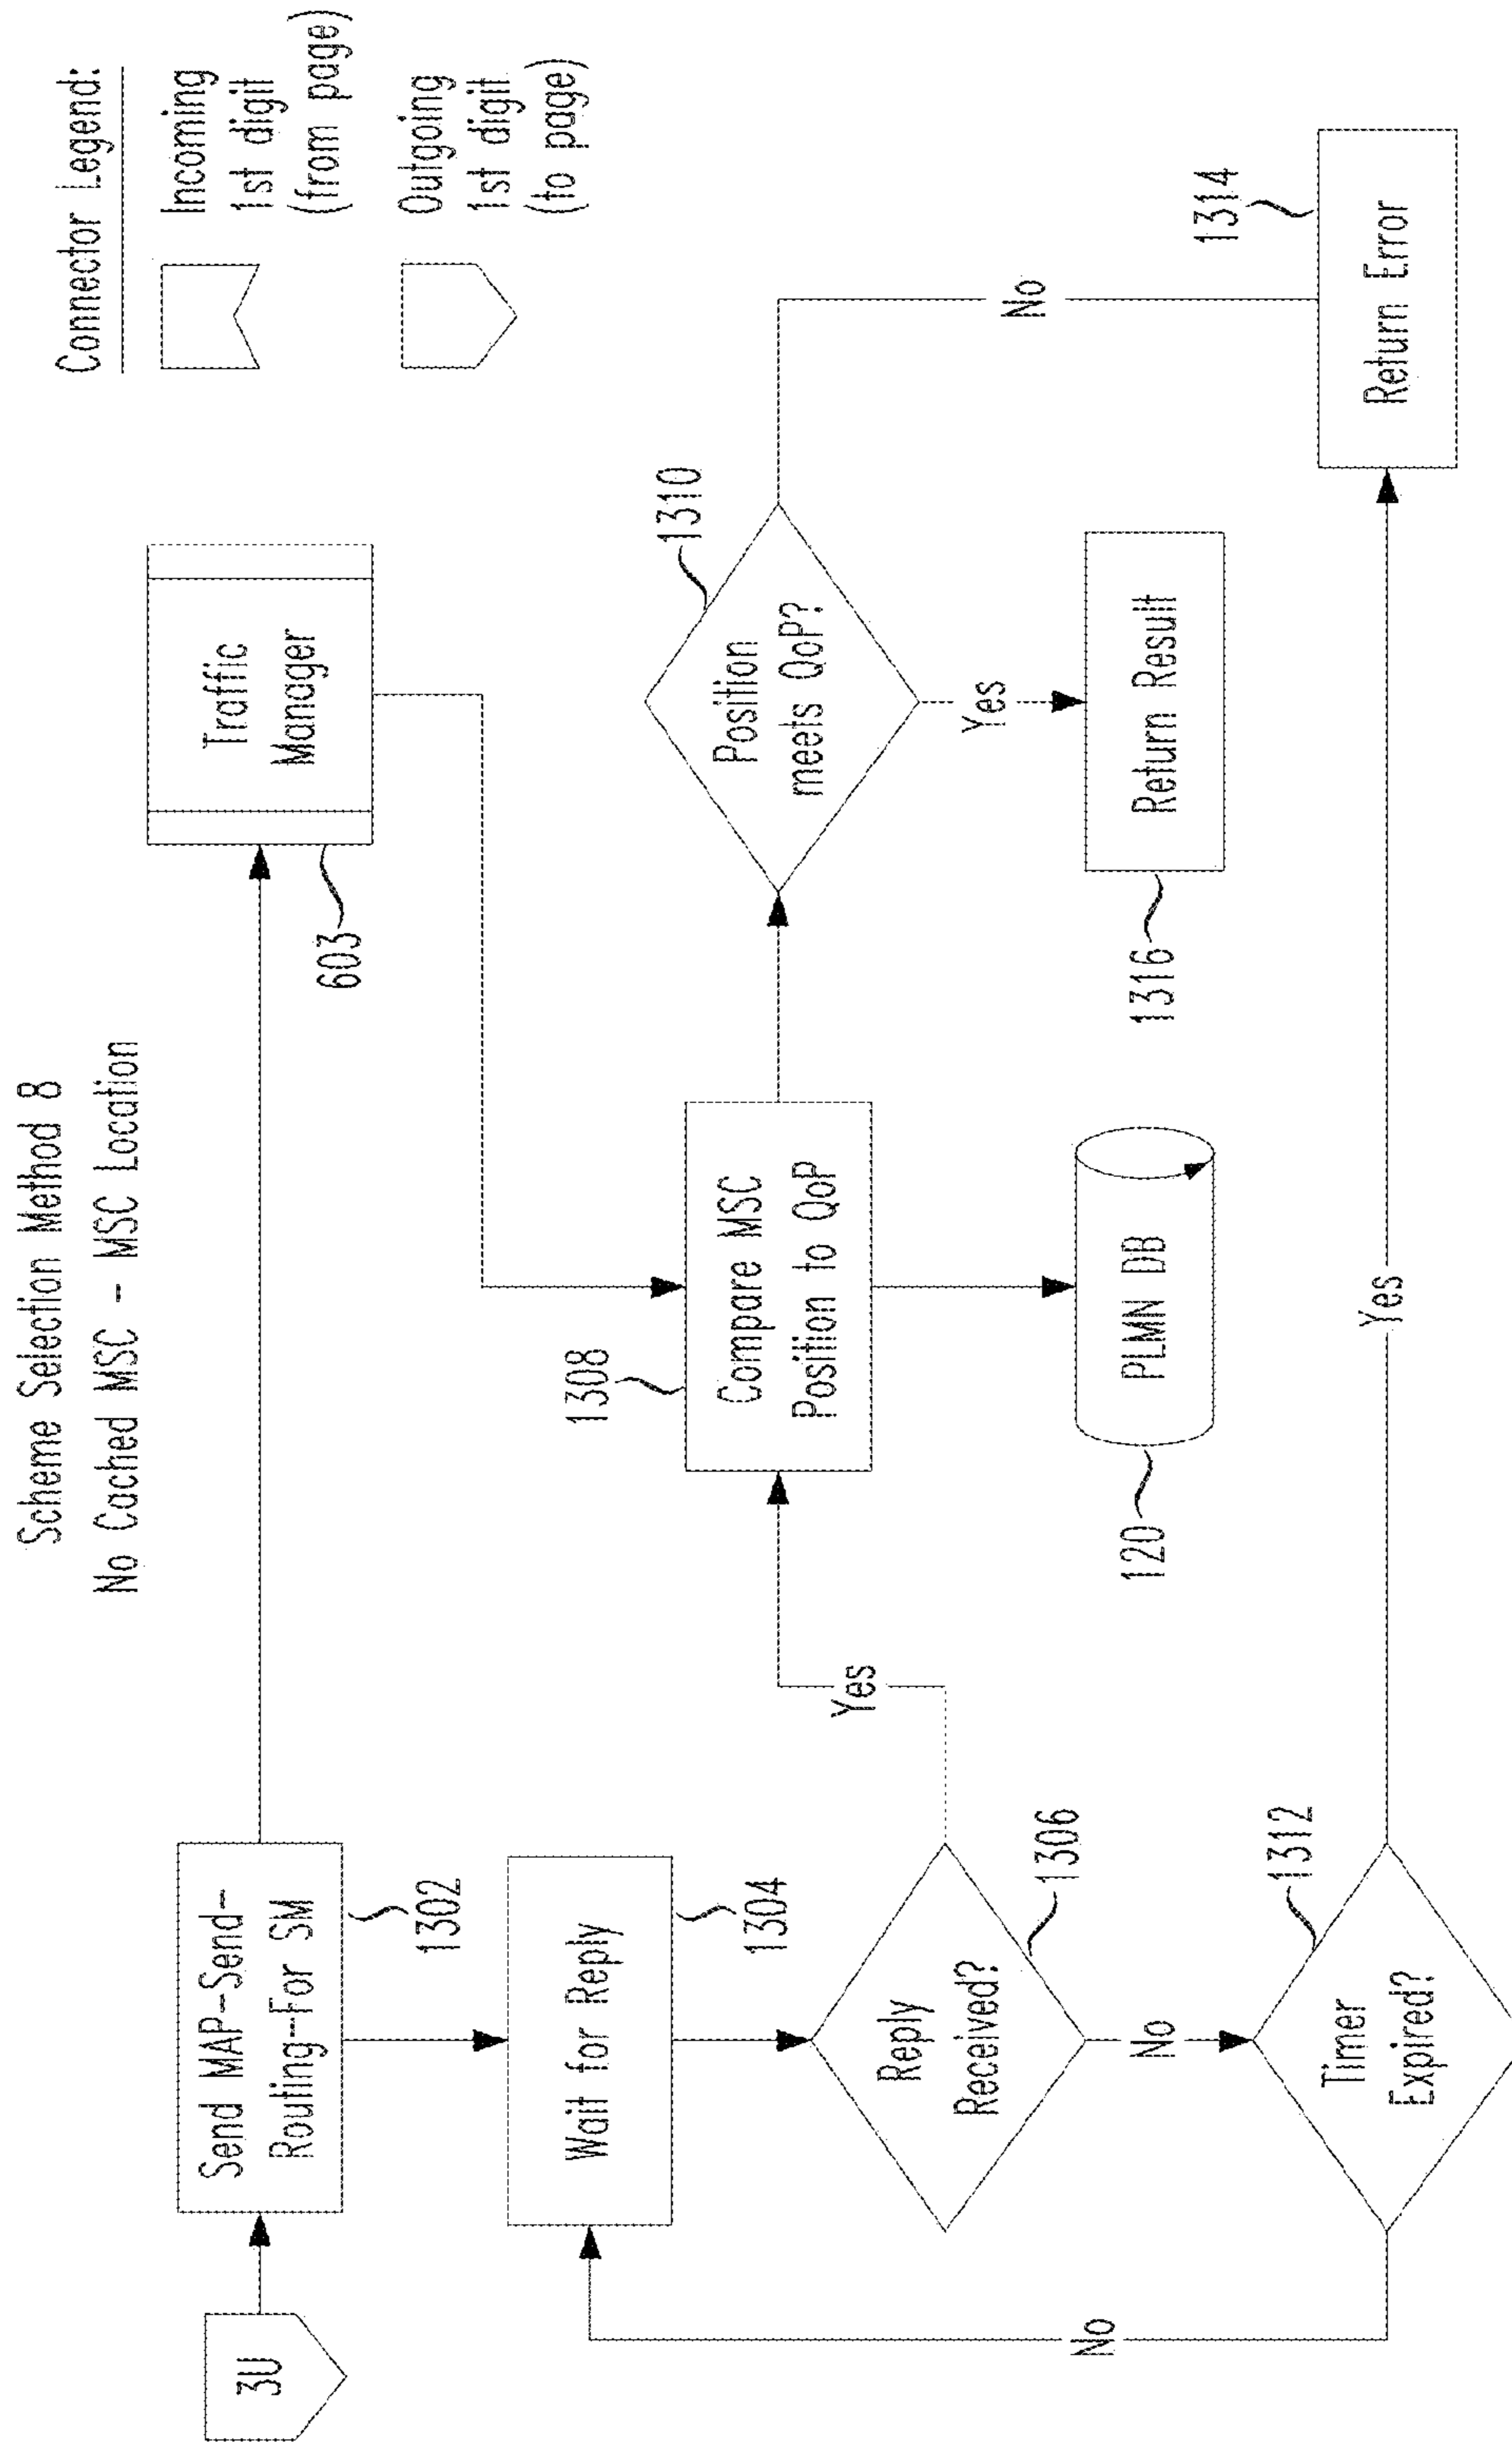 Scheme Selection Method 8
No Cached MSC - MSC Location
Connector Legend:
Incoming
1st digit
(from page)
Outgoing
1st digit
(to page)
3U
Send MAP-Send-
Routing-For SM
1302
Traffic
Manager
603
Wait for Reply
1304
Reply
Received?
1306
Yes
No
Compare MSC
Position to QoP
1308
PLMN DB
120
Position
meets QoP?
1310
Yes
No
Return Result
1316
Timer
Expired?
1312
No
Yes
Return Error
1314